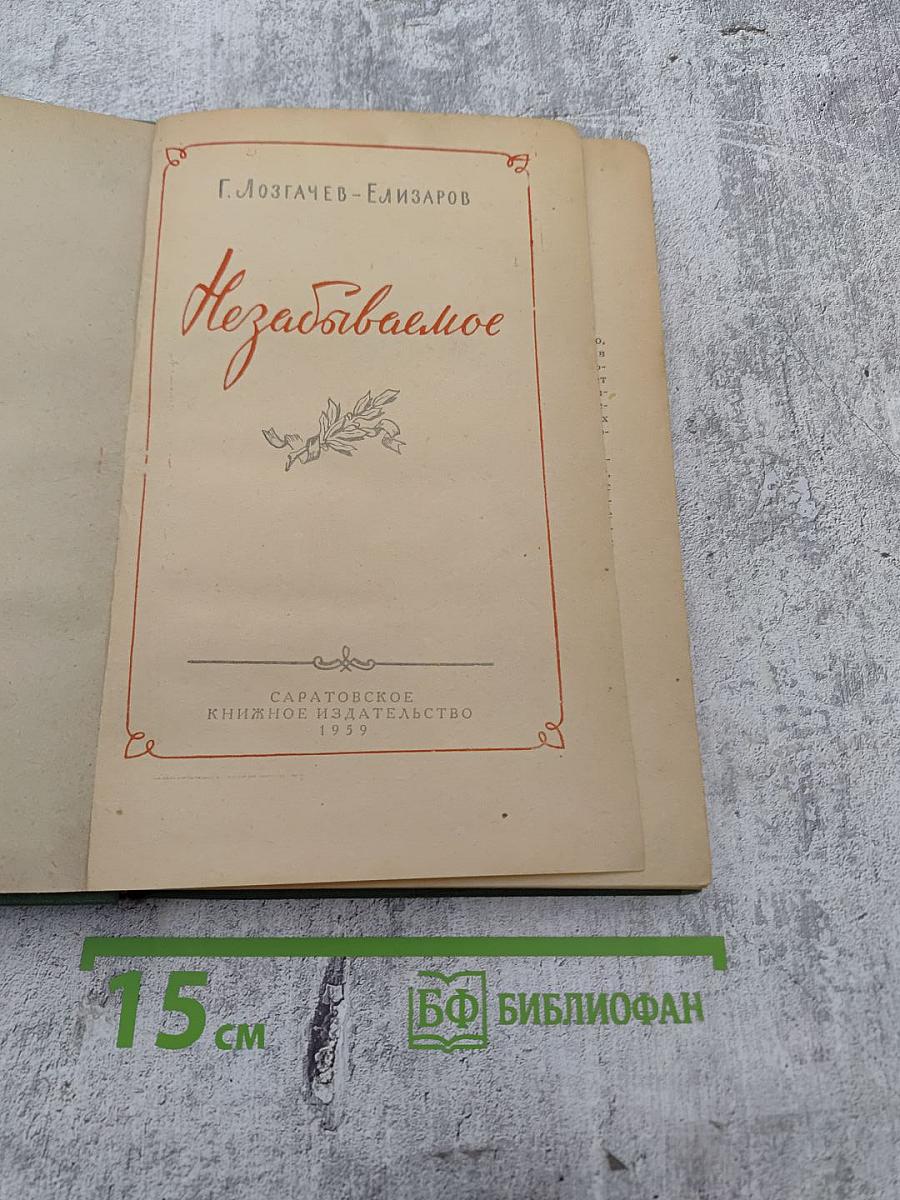 Г. Лозгачев-Елизаров
Незабываемое
САРАТОВСКОЕ
КНИЖНОЕ ИЗДАТЕЛЬСТВО
1959
15 см
БФ БИБЛИОФАН